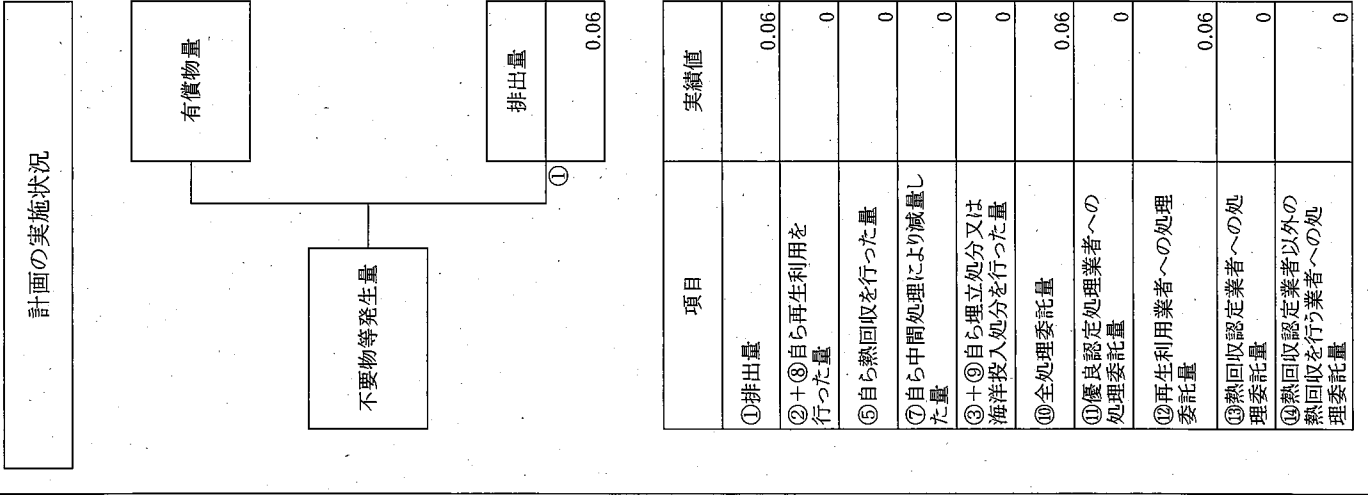 計画の実施状況
有償物量
不要物等発生量
排出量
①
0.06
項目
実績値
①排出量
0.06
②+⑧自ら再生利用を
行った量
0
⑤自ら熱回収を行った量
0
⑦自ら中間処理により減量し
た量
0
③+⑨自ら埋立処分又は
海洋投入処分を行った量
0
⑩全処理委託量
0.06
⑪優良認定処理業者への
処理委託量
0
⑫再生利用業者への処理
委託量
0.06
⑬熱回収認定業者への処
理委託量
0
⑭熱回収認定業者以外の
熱回収を行う業者への処
理委託量
0